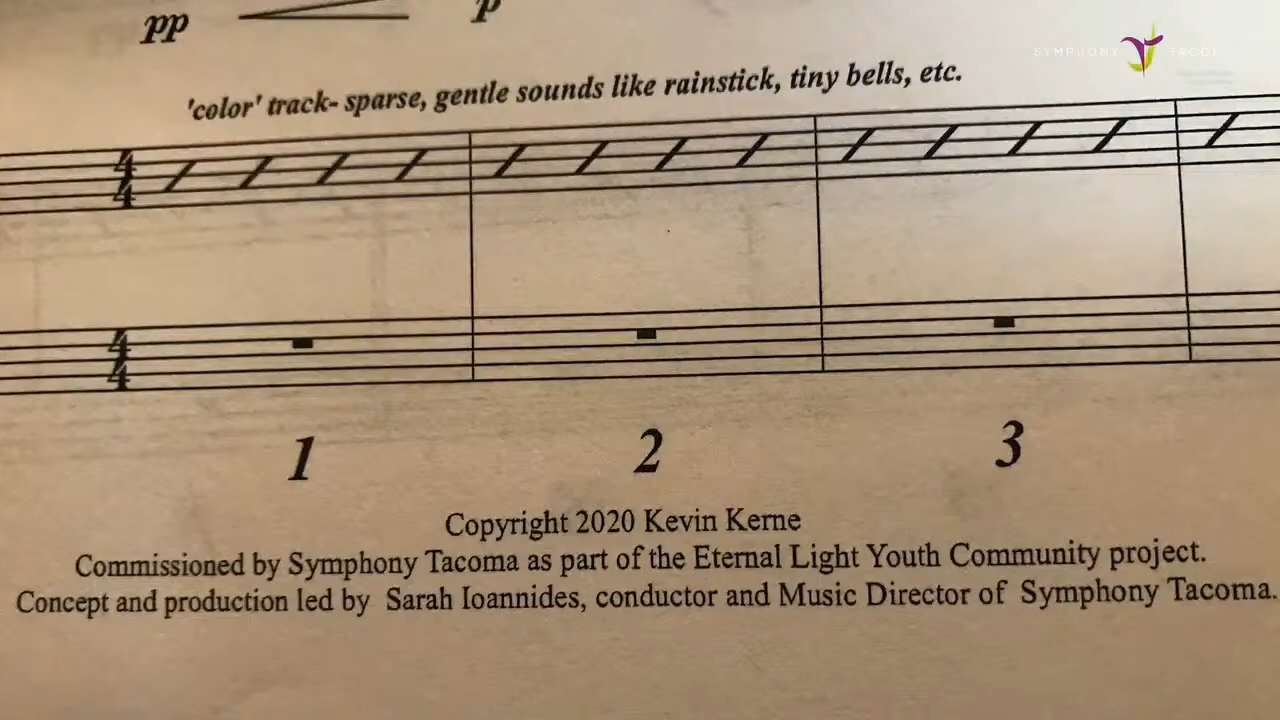 pp
p
SYMPHONY TACOMA
'color' track- sparse, gentle sounds like rainstick, tiny bells, etc.
4
4
4
4
1 2 3
Copyright 2020 Kevin Kerne
Commissioned by Symphony Tacoma as part of the Eternal Light Youth Community project.
Concept and production led by Sarah Ioannides, conductor and Music Director of Symphony Tacoma.